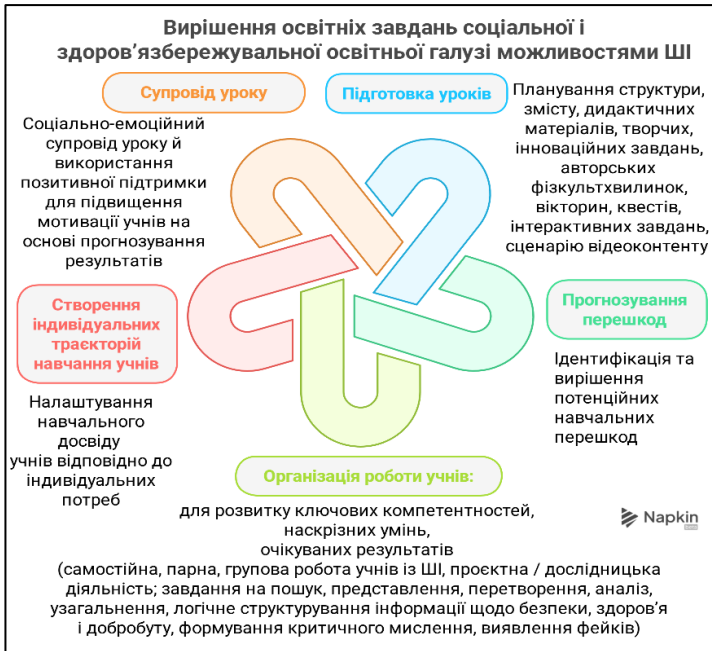 Вирішення освітніх завдань соціальної і
здоров'язбережувальної освітньої галузі можливостями ШІ
Супровід уроку
Соціально-емоційний
супровід уроку й
використання
позитивної підтримки
для підвищення
мотивації учнів на
основі прогнозування
результатів
Підготовка уроків
Планування структури,
змісту, дидактичних
матеріалів, творчих,
інноваційних завдань,
авторських
фізкультхвилинок,
вікторин, квестів,
інтерактивних завдань,
сценарію відеоконтенту
Створення
індивідуальних
траєкторій
навчання учнів
Налаштування
навчального
досвіду
учнів відповідно до
індивідуальних
потреб
Прогнозування
перешкод
Ідентифікація та
вирішення
потенційних
навчальних
перешкод
Організація роботи учнів:
для розвитку ключових компетентностей,
наскрізних умінь,
очікуваних результатів
(самостійна, парна, групова робота учнів із ШІ, проєктна / дослідницька
діяльність; завдання на пошук, представлення, перетворення, аналіз,
узагальнення, логічне структурування інформації щодо безпеки, здоров'я
і добробуту, формування критичного мислення, виявлення фейків)
Napkin